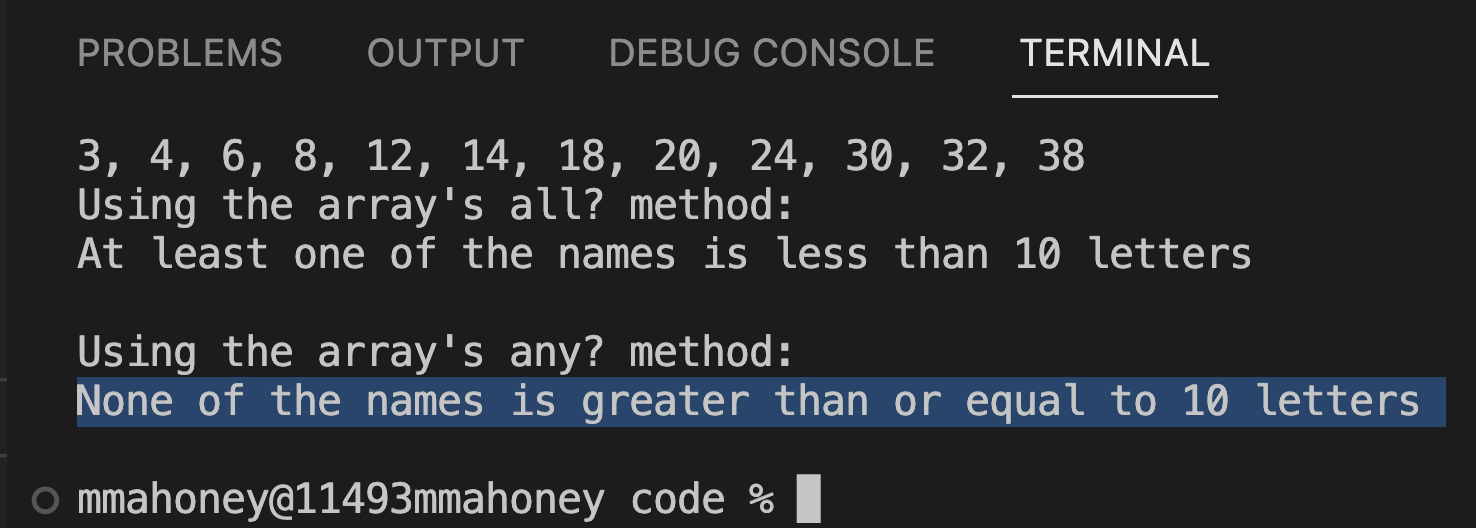 PROBLEMS OUTPUT DEBUG CONSOLE TERMINAL
3, 4, 6, 8, 12, 14, 18, 20, 24, 30, 32, 38
Using the array's all? method:
At least one of the names is less than 10 letters
Using the array's any? method:
None of the names is greater than or equal to 10 letters
mmahoney@11493mmahoney code %